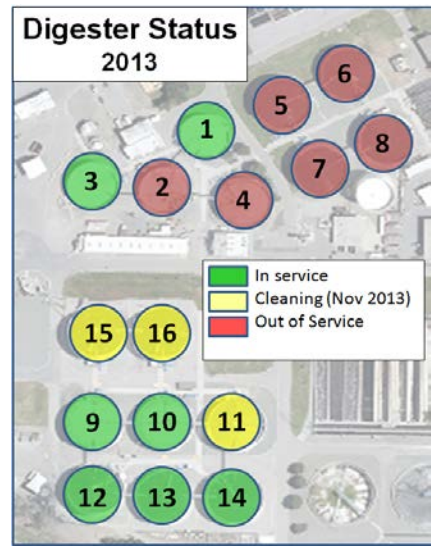 Digester Status
2013
6
5
1
8
7
3
2
4
In service
Cleaning (Nov 2013)
Out of Service
15 16
9 10 11
12 13 14